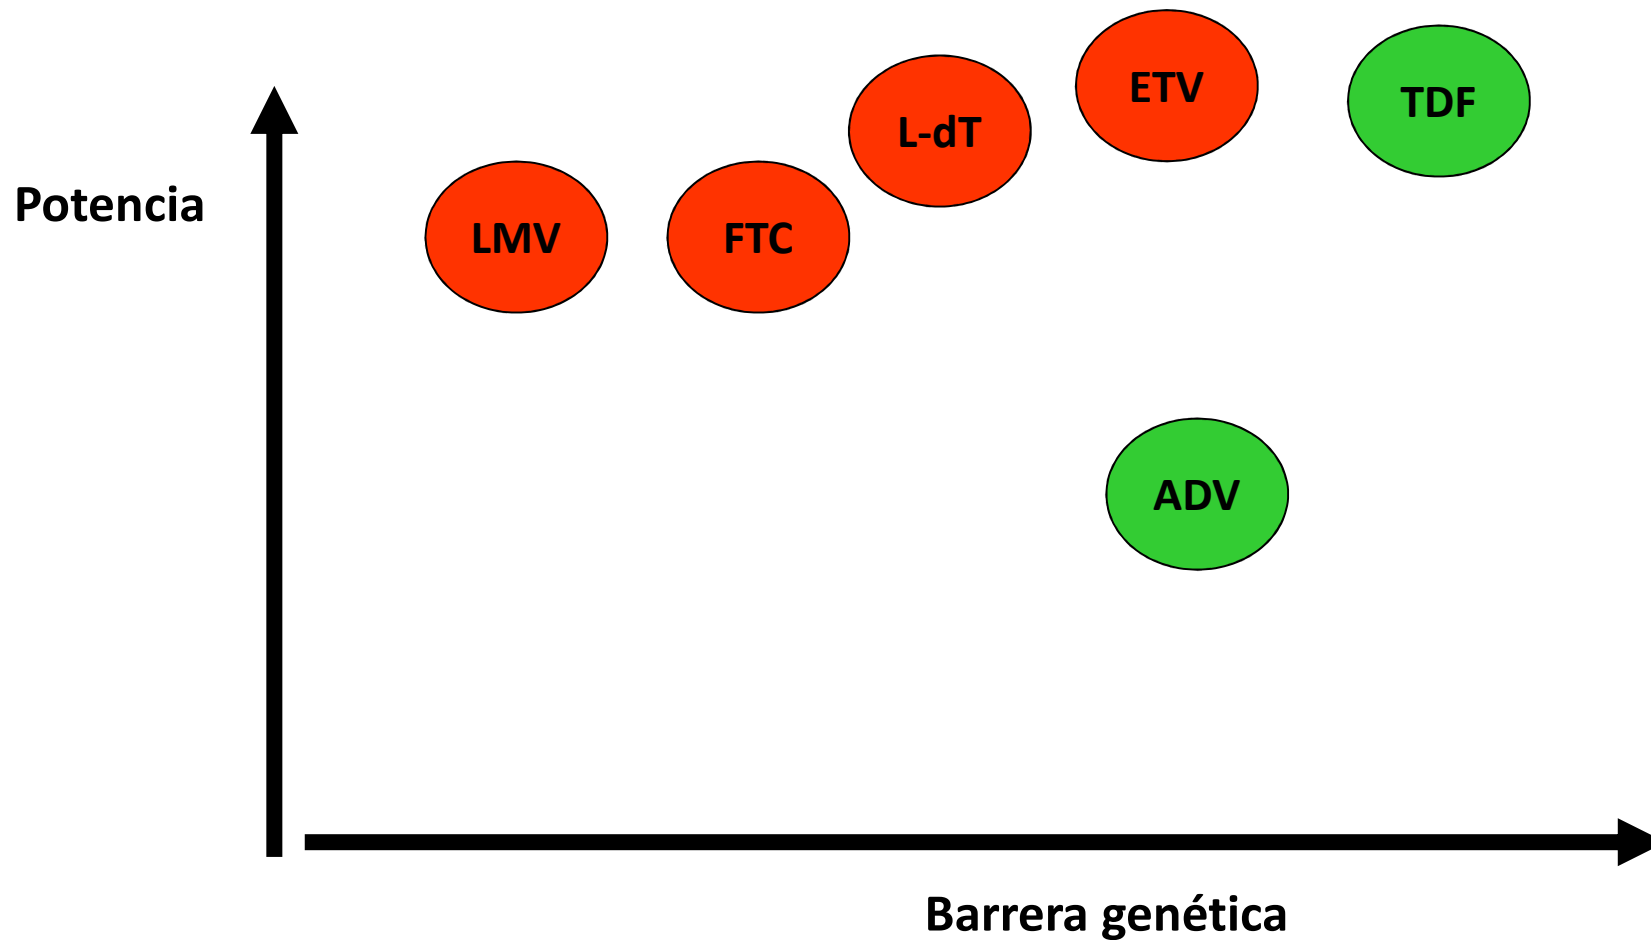 ETV
TDF
L-dT
Potencia
LMV
FTC
ADV
Barrera genética